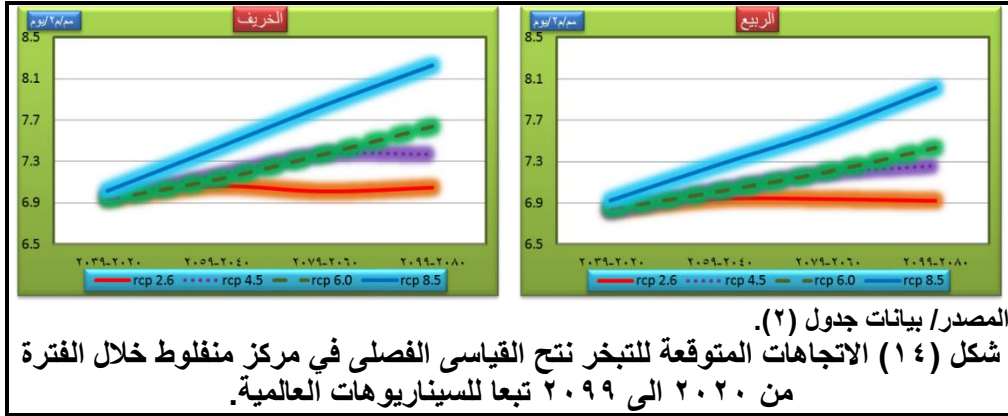 الربيع
مم/م٢/يوم
8.5
8.1
7.7
7.3
6.9
6.5
٢٠٢٠-٢٠٣٩ ٢٠٤٠-٢٠٥٩ ٢٠٦٠-٢٠٧٩ ٢٠٨٠-٢٠٩٩
rcp 2.6 rcp 4.5 rcp 6.0 rcp 8.5
الخريف
مم/م٢/يوم
8.5
8.1
7.7
7.3
6.9
6.5
٢٠٢٠-٢٠٣٩ ٢٠٤٠-٢٠٥٩ ٢٠٦٠-٢٠٧٩ ٢٠٨٠-٢٠٩٩
rcp 2.6 rcp 4.5 rcp 6.0 rcp 8.5
المصدر/ بيانات جدول (٢).
شكل (١٤) الاتجاهات المتوقعة للتبخر نتح القياسى الفصلى في مركز منفلوط خلال الفترة
من ٢٠٢٠ الى ٢٠٩٩ تبعا للسيناريوهات العالمية.